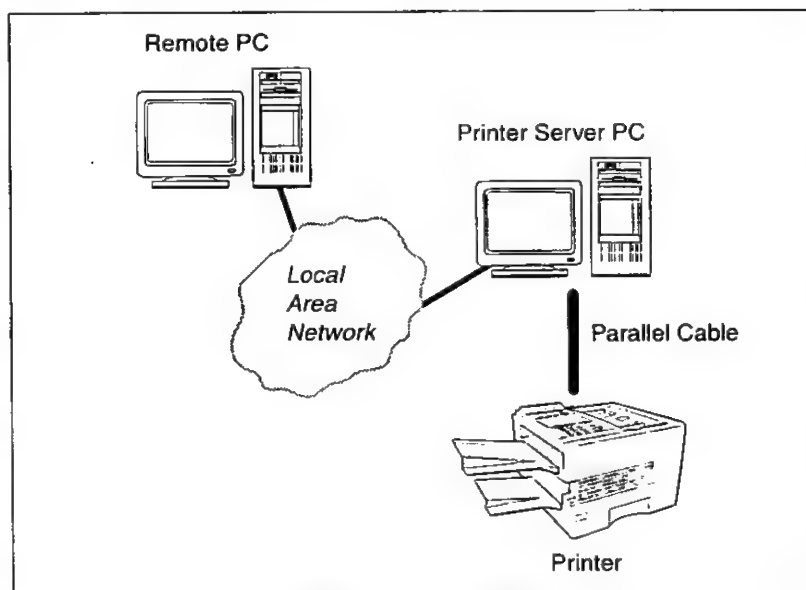 Remote PC
Printer Server PC
Local
Area
Network
Parallel Cable
Printer